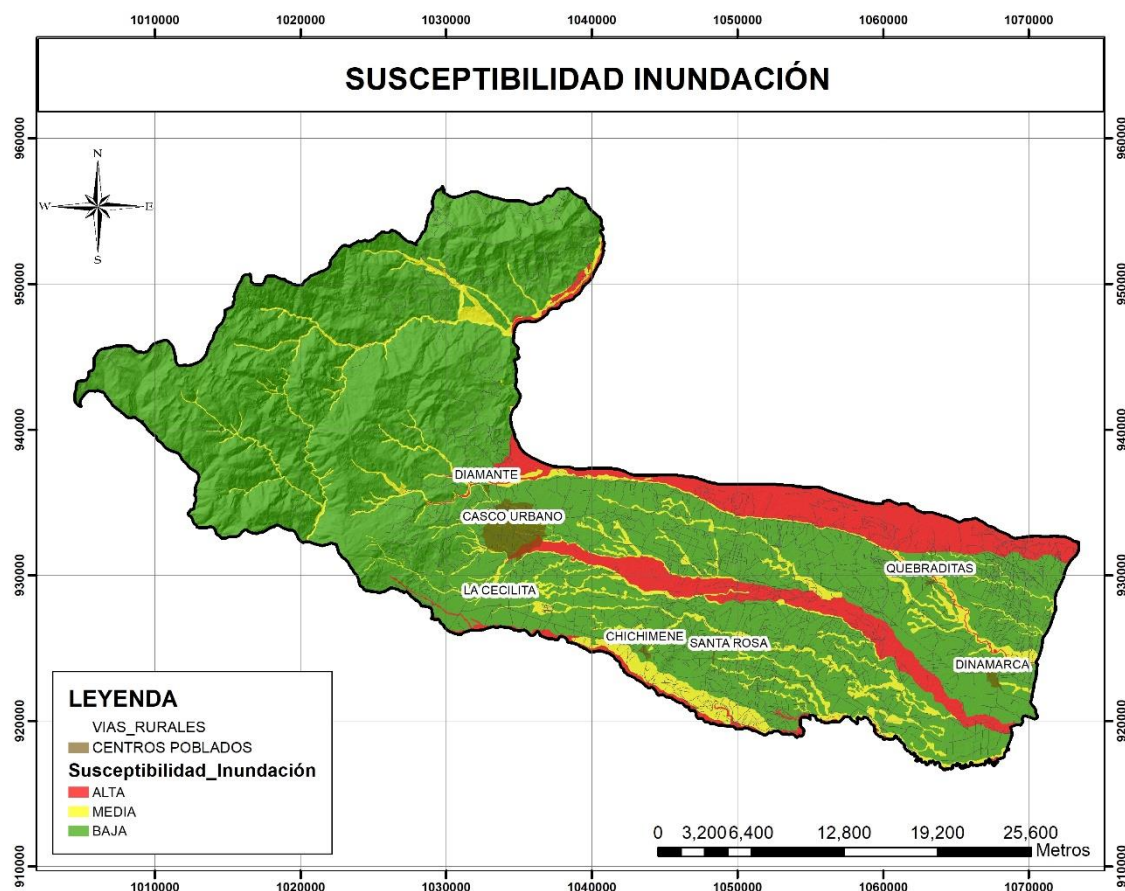 1010000 1020000 1030000 1040000 1050000 1060000 1070000
SUSCEPTIBILIDAD INUNDACIÓN
960000 960000
N
W E
S
950000 950000
940000 940000
DIAMANTE
CASCO URBANO
930000 930000
QUEBRADITAS
LA CECILITA
CHICHIMENE
SANTA ROSA
DINAMARCA
920000 920000
LEYENDA
VIAS_RURALES
CENTROS POBLADOS
Susceptibilidad_Inundación
ALTA
MEDIA
BAJA
0 3,200 6,400 12,800 19,200 25,600
Metros
910000 910000
1010000 1020000 1030000 1040000 1050000 1060000 1070000